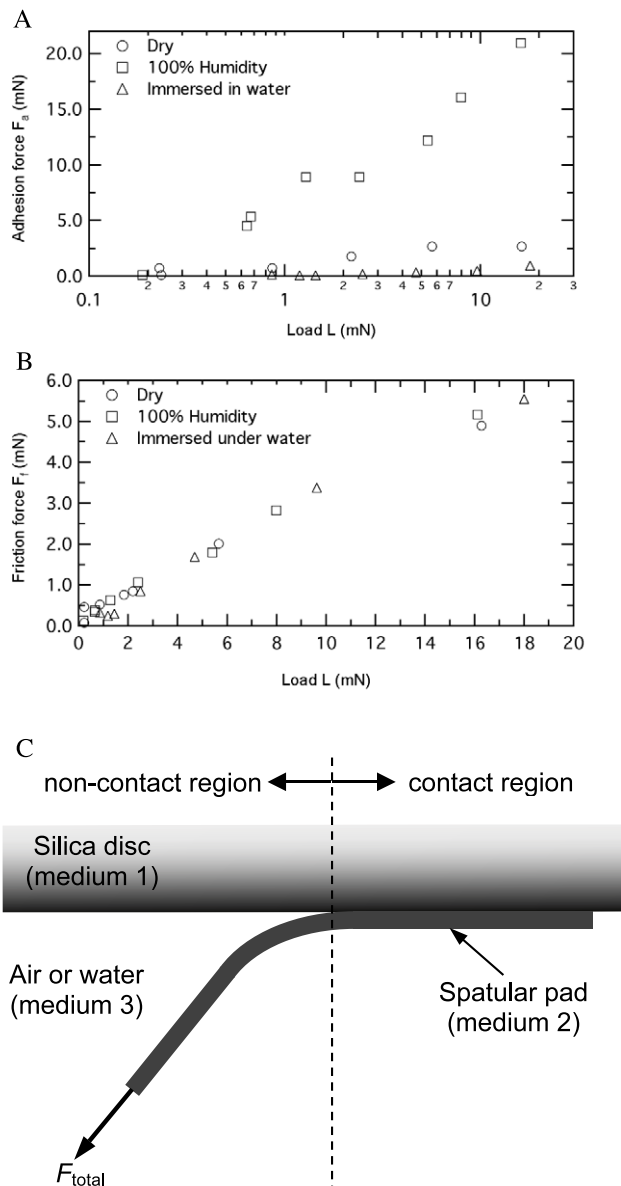 A
Adhesion force Fₐ (mN)
20.0
15.0
10.0
5.0
0.0
Dry
100% Humidity
Immersed in water
0.1 2 3 4 5 6 7 1 2 3 4 5 6 7 10 2 3
Load L (mN)
B
Friction force F_f (mN)
6.0
5.0
4.0
3.0
2.0
1.0
0.0
Dry
100% Humidity
Immersed under water
0 2 4 6 8 10 12 14 16 18 20
Load L (mN)
C
non-contact region contact region
Silica disc
(medium 1)
Air or water
(medium 3)
Spatular pad
(medium 2)
F_total